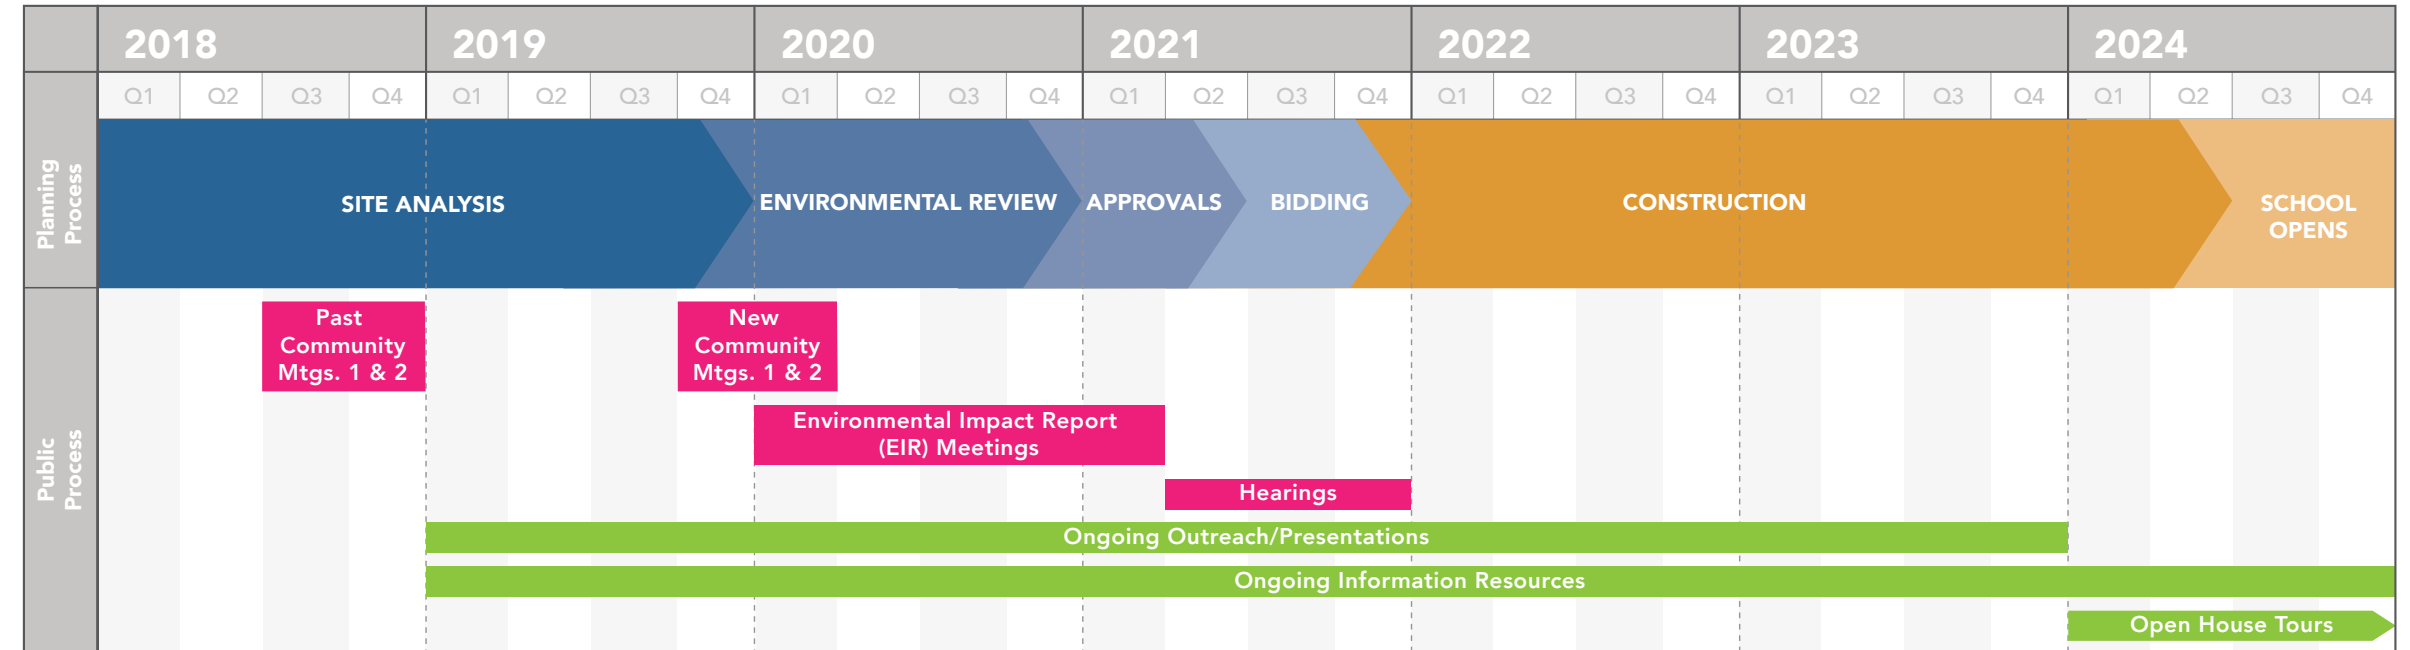 2018 2019 2020 2021 2022 2023 2024
Q1 Q2 Q3 Q4 Q1 Q2 Q3 Q4 Q1 Q2 Q3 Q4 Q1 Q2 Q3 Q4 Q1 Q2 Q3 Q4 Q1 Q2 Q3 Q4 Q1 Q2 Q3 Q4
Planning
Process
SITE ANALYSIS
ENVIRONMENTAL REVIEW
APPROVALS
BIDDING
CONSTRUCTION
SCHOOL
OPENS
Public
Process
Past
Community
Mtgs. 1 & 2
New
Community
Mtgs. 1 & 2
Environmental Impact Report
(EIR) Meetings
Hearings
Ongoing Outreach/Presentations
Ongoing Information Resources
Open House Tours